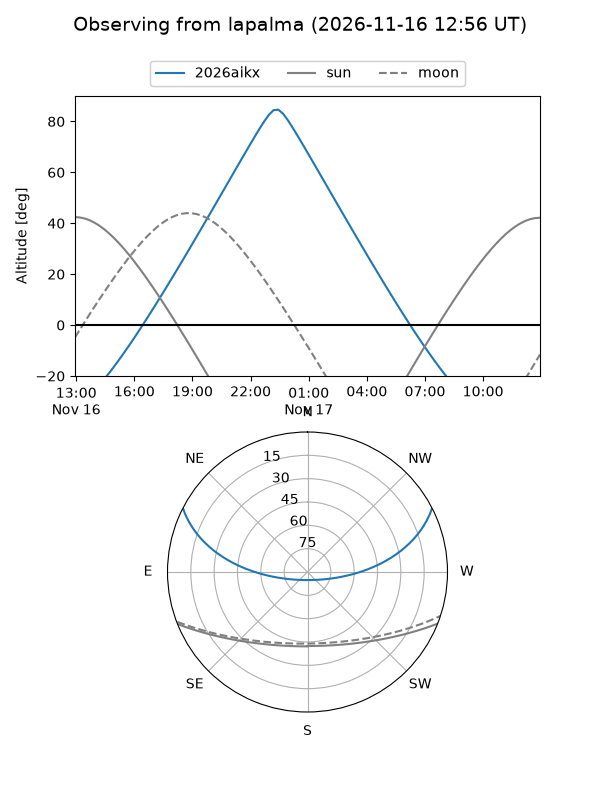 Observing from lapalma (2026-11-16 12:56 UT)
2026aikx sun moon
Altitude [deg]
80
60
40
20
0
−20
13:00 16:00 19:00 22:00 01:00 04:00 07:00 10:00
Nov 16 Nov 17
N
NE NW
15
30
45
60
75
E W
SE SW
S